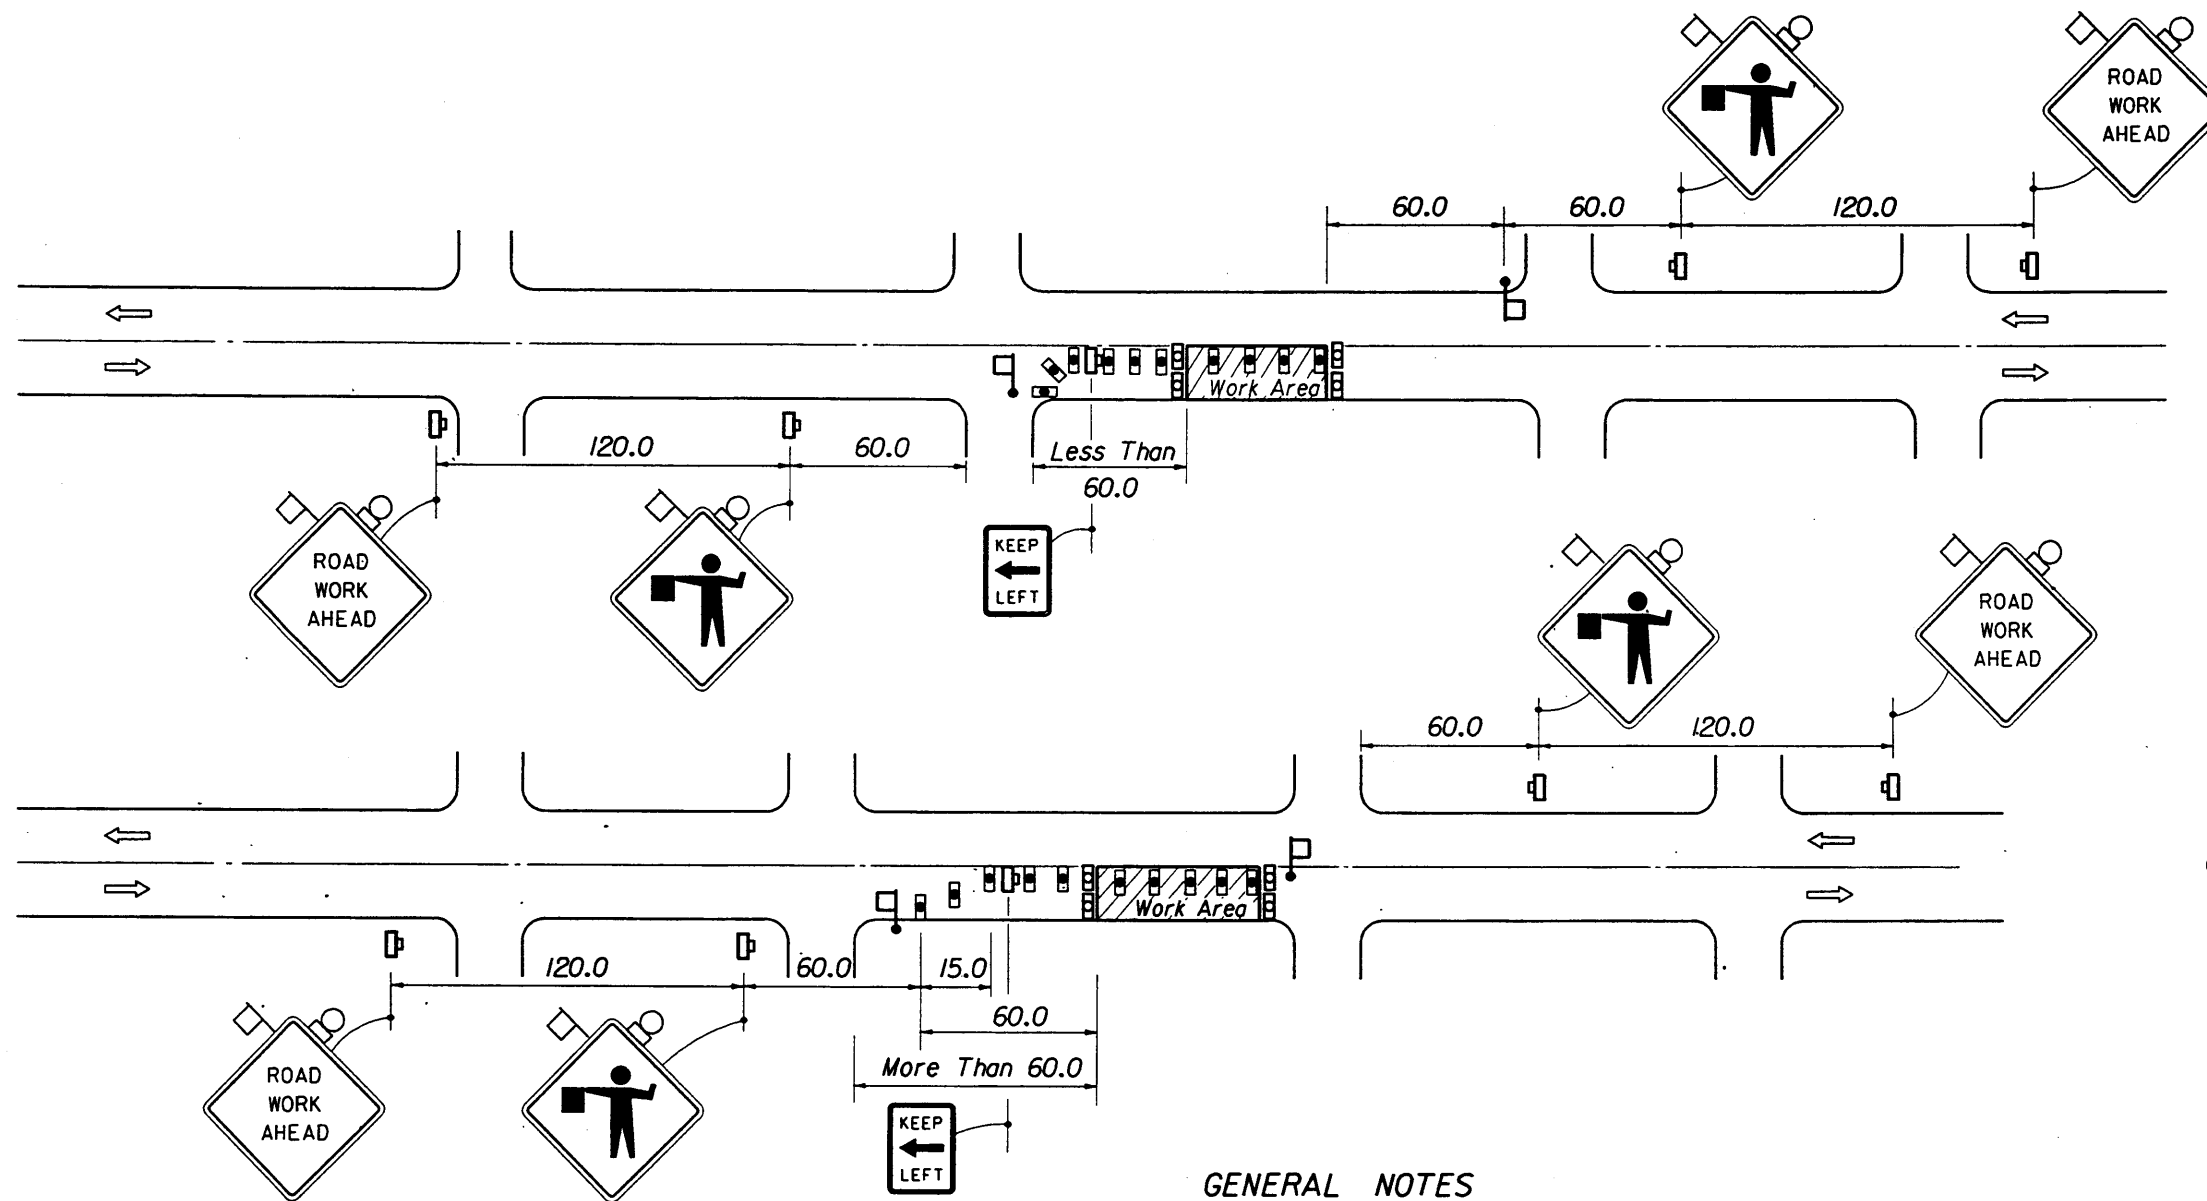 ROAD
WORK
AHEAD
60.0 60.0 120.0
Work Area
120.0 60.0 Less Than
60.0
ROAD
WORK
AHEAD
KEEP
LEFT
ROAD
WORK
AHEAD
60.0 120.0
Work Area
120.0 60.0 15.0
60.0
More Than 60.0
ROAD
WORK
AHEAD
KEEP
LEFT
GENERAL NOTES